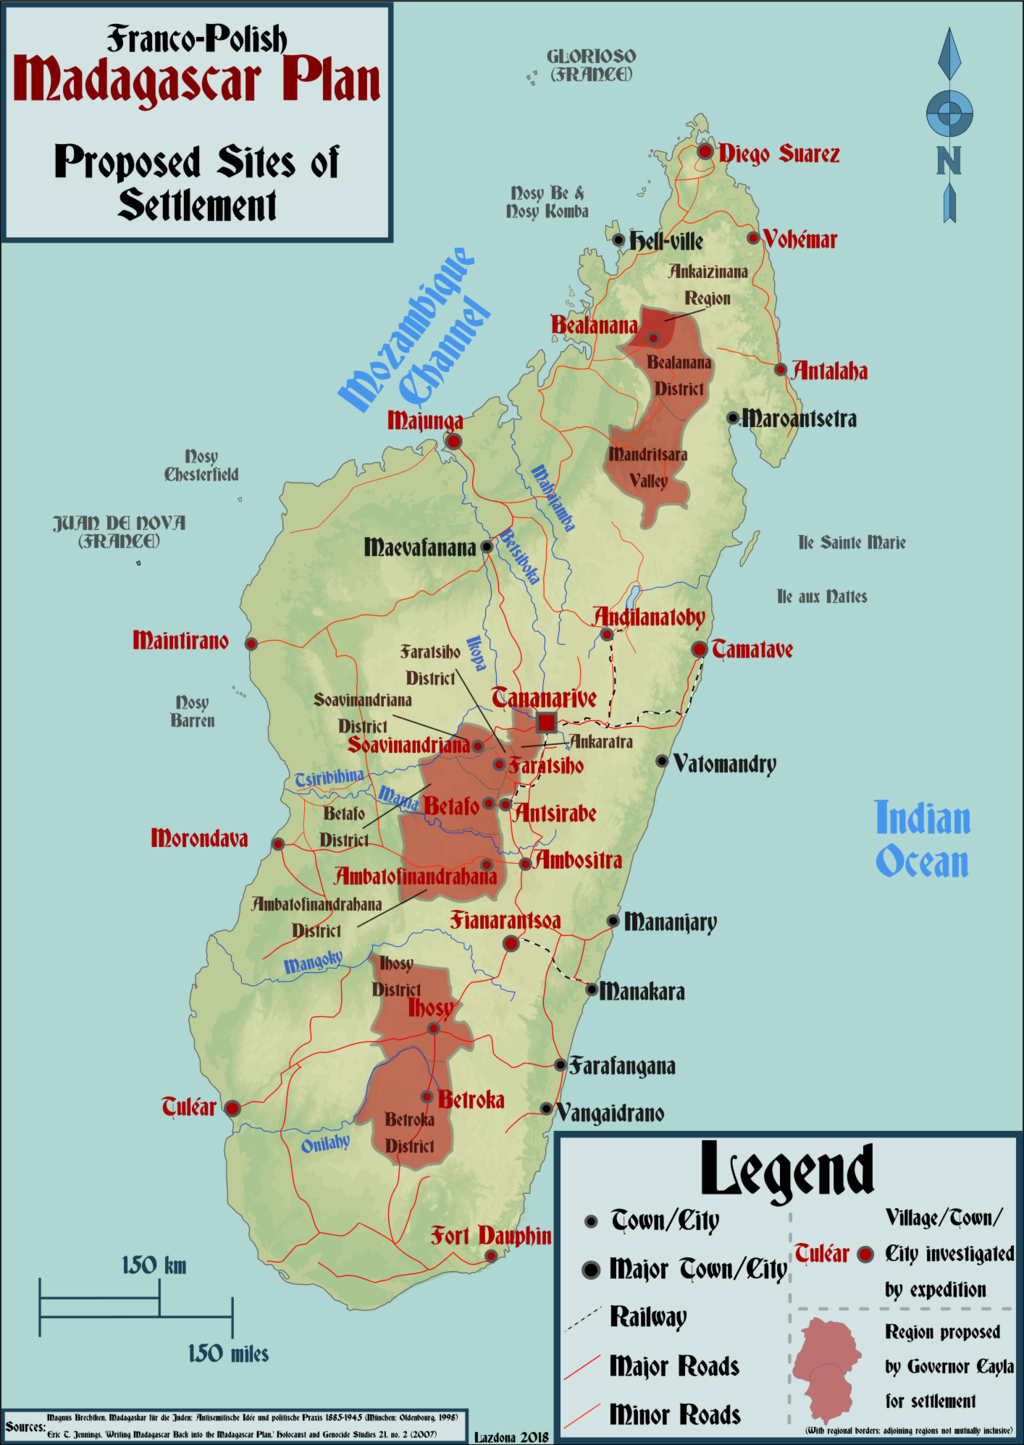 Franco-Polish
Madagascar Plan
Proposed Sites of
Settlement
GLORIOSO
(FRANCE)
N
Diego Suarez
Nosy Be &
Nosy Komba
Hell-ville
Vohémar
Mozambique
Channel
Ankaizinana
Region
Bealanana
Bealanana
District
Antalaha
Maroantsetra
Majunga
Mandritsara
Valley
Nosy
Chesterfield
Mahajamba
JUAN DE NOVA
(FRANCE)
Maevafanana
Betsiboka
Ile Sainte Marie
Ile aux Nattes
Andilanatoby
Maintirano
Ikopa
Tamatave
Faratsiho
District
Soavinandriana
District
Tananarive
Nosy
Barren
Soavinandriana
Ankaratra
Faratsiho
Vatomandry
Tsiribihina
Mania
Betafo
Antsirabe
Betafo
District
Indian
Ocean
Morondava
Ambositra
Ambatofinandrahana
Ambatofinandrahana
District
Fianarantsoa
Mananjary
Mangoky
Ihosy
District
Manakara
Ihosy
Farafangana
Tuléar
Betroka
Vangaidrano
Betroka
District
Onilahy
Fort Dauphin
150 km
150 miles
Legend
Town/City
Major Town/City
Railway
Major Roads
Minor Roads
Tuléar
Village/Town/
City investigated
by expedition
Region proposed
by Governor Cayla
for settlement
(With regional borders; adjoining regions not mutually inclusive)
Sources:
Magnus Brechtken, Madagaskar für die Juden: Antisemitische Idée und politische Praxis 1885-1945 (München: Oldenbourg, 1998)
Eric T. Jennings, 'Writing Madagascar Back into the Madagascar Plan,' Holocaust and Genocide Studies 21, no. 2 (2007)
Lazdona 2018